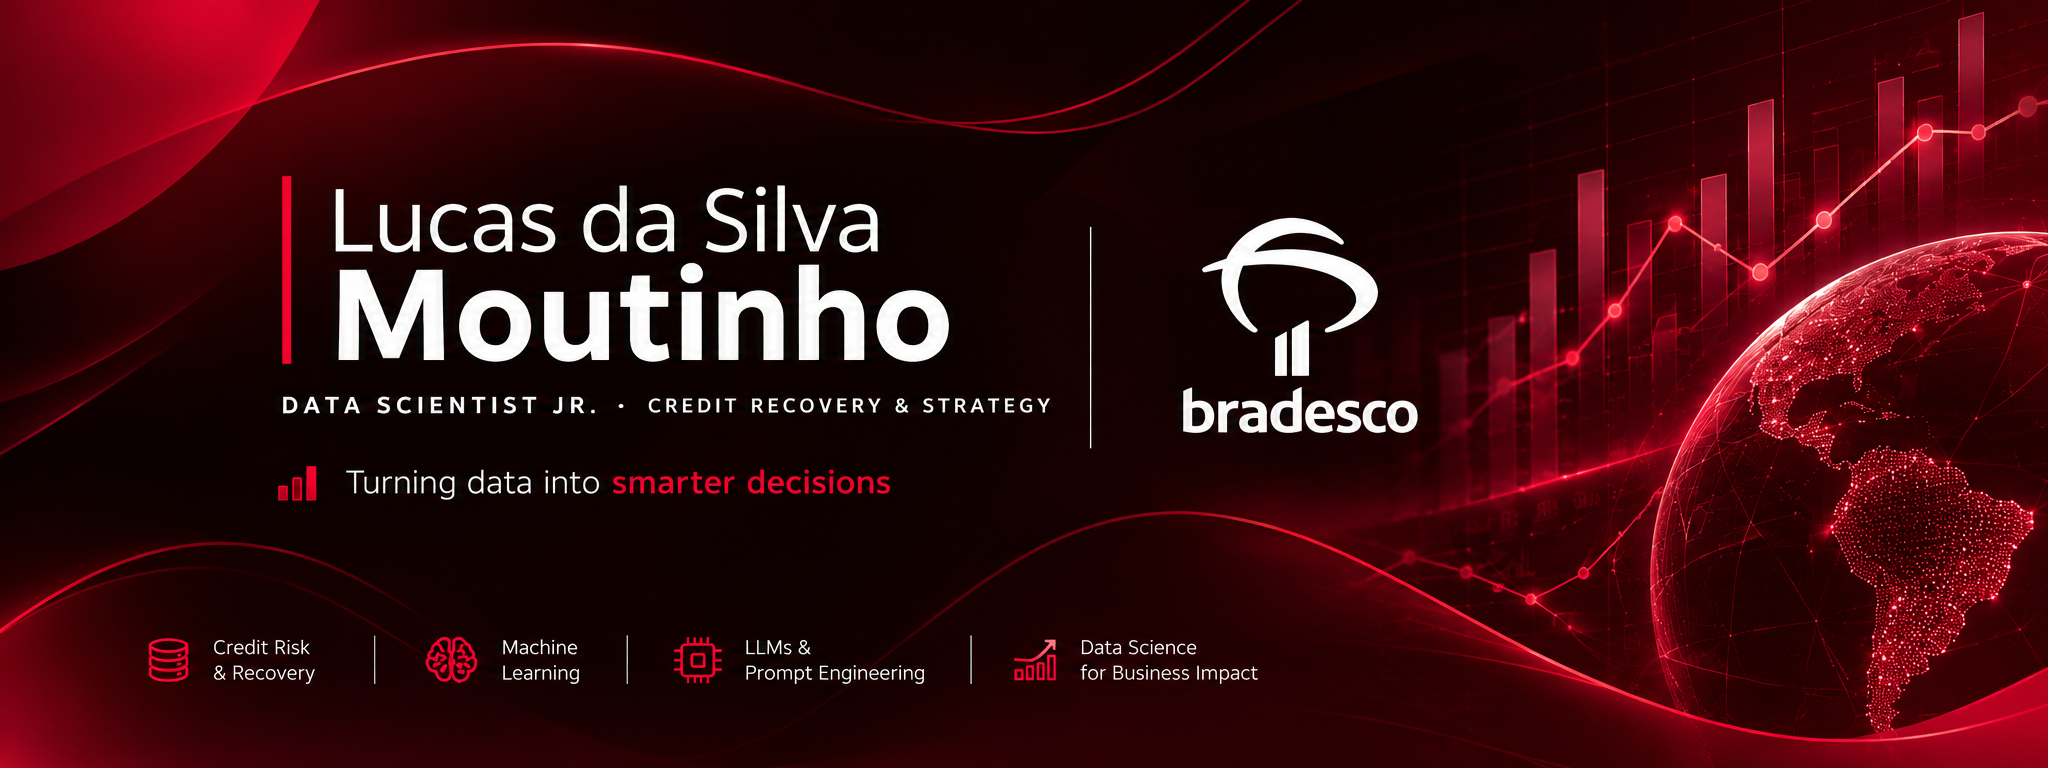 Lucas da Silva
Moutinho
DATA SCIENTIST JR. · CREDIT RECOVERY & STRATEGY
Turning data into smarter decisions
bradesco
Credit Risk
& Recovery
Machine
Learning
LLMs &
Prompt Engineering
Data Science
for Business Impact